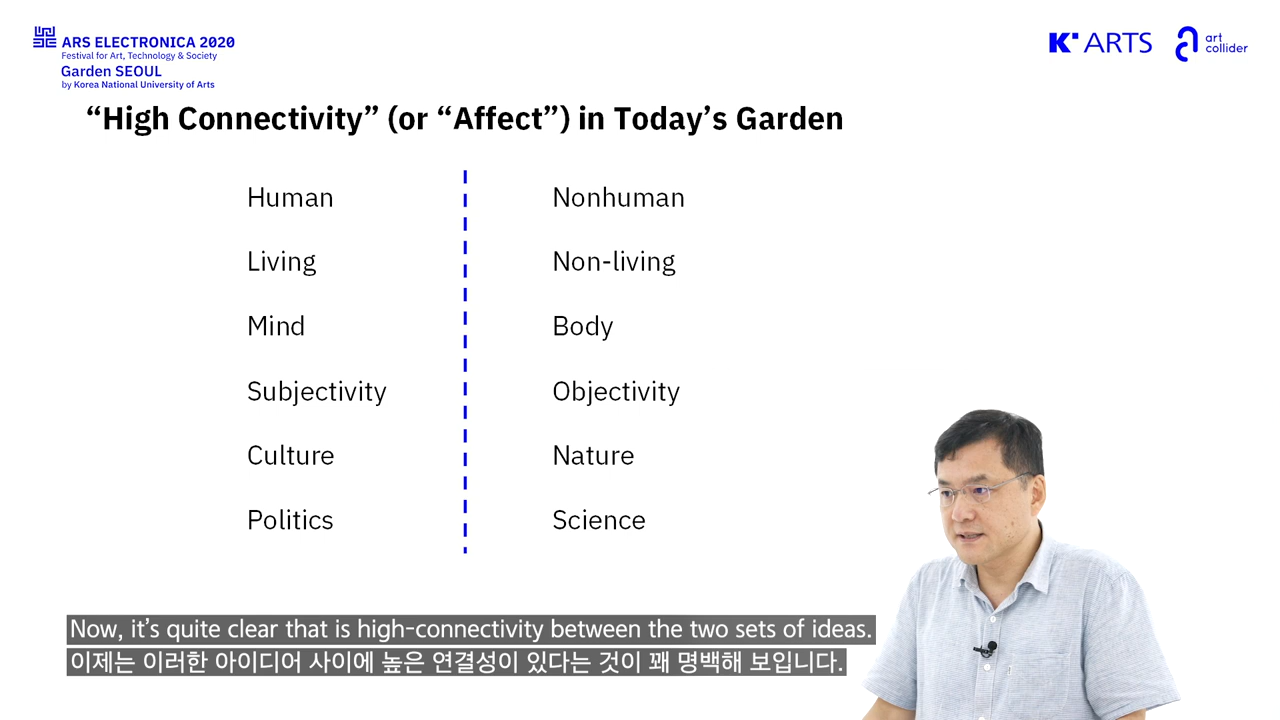 ARS ELECTRONICA 2020
Festival for Art, Technology & Society
Garden SEOUL
by Korea National University of Arts
K' ARTS
art
collider
“High Connectivity” (or “Affect”) in Today’s Garden
Human
Nonhuman
Living
Non-living
Mind
Body
Subjectivity
Objectivity
Culture
Nature
Politics
Science
Now, it’s quite clear that is high-connectivity between the two sets of ideas.
이제는 이러한 아이디어 사이에 높은 연결성이 있다는 것이 꽤 명백해 보입니다.